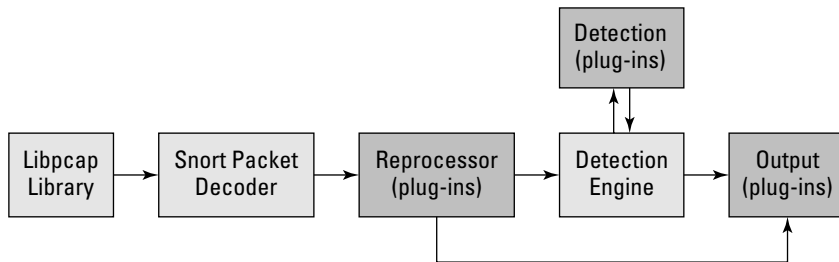 Detection
(plug-ins)
Libpcap
Library
Snort Packet
Decoder
Reprocessor
(plug-ins)
Detection
Engine
Output
(plug-ins)